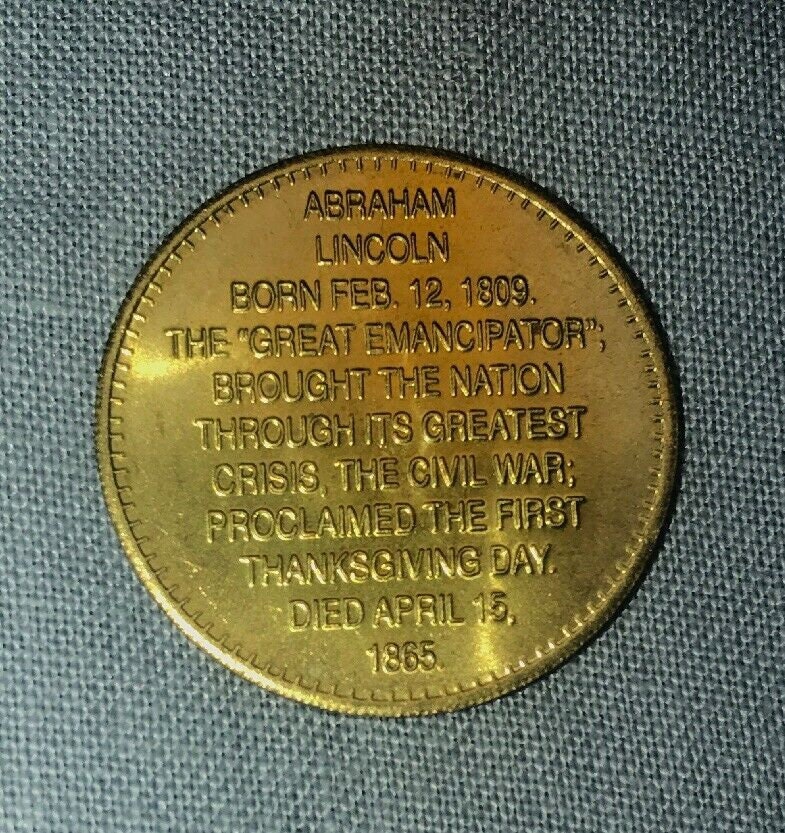 ABRAHAM
LINCOLN
BORN FEB. 12, 1809.
THE "GREAT EMANCIPATOR";
BROUGHT THE NATION
THROUGH ITS GREATEST
CRISIS, THE CIVIL WAR;
PROCLAIMED THE FIRST
THANKSGIVING DAY.
DIED APRIL 15,
1865.